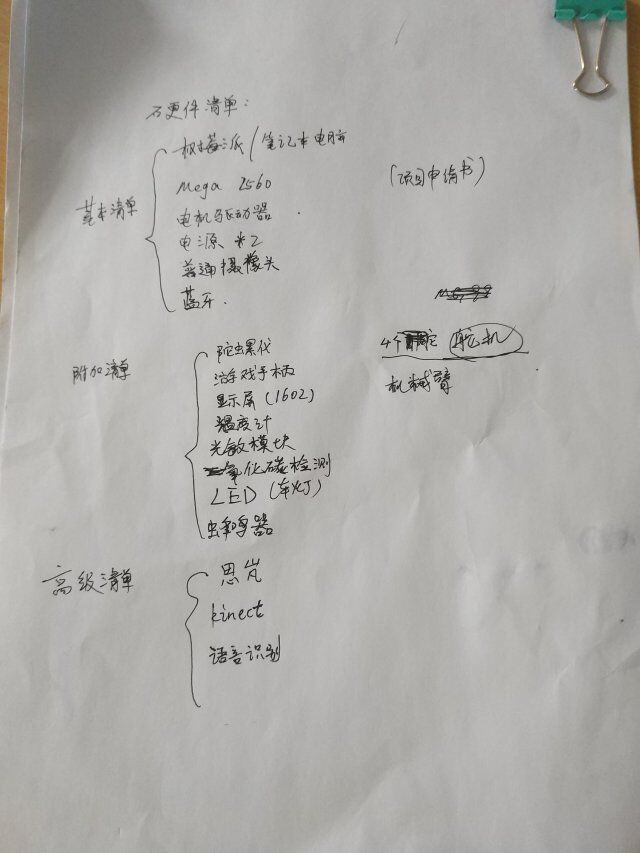 硬件清单:
树莓派/笔记本电脑
Mega 2560
(项目申请书)
基本清单
电机驱动器
电源 *2
普通摄像头
蓝牙
4个 舵机
陀螺仪
附加清单
游戏手柄
机械臂
显示屏(1602)
温度计
光敏模块
二氧化碳检测
LED (车灯)
蜂鸣器
高级清单
思岚
kinect
语音识别